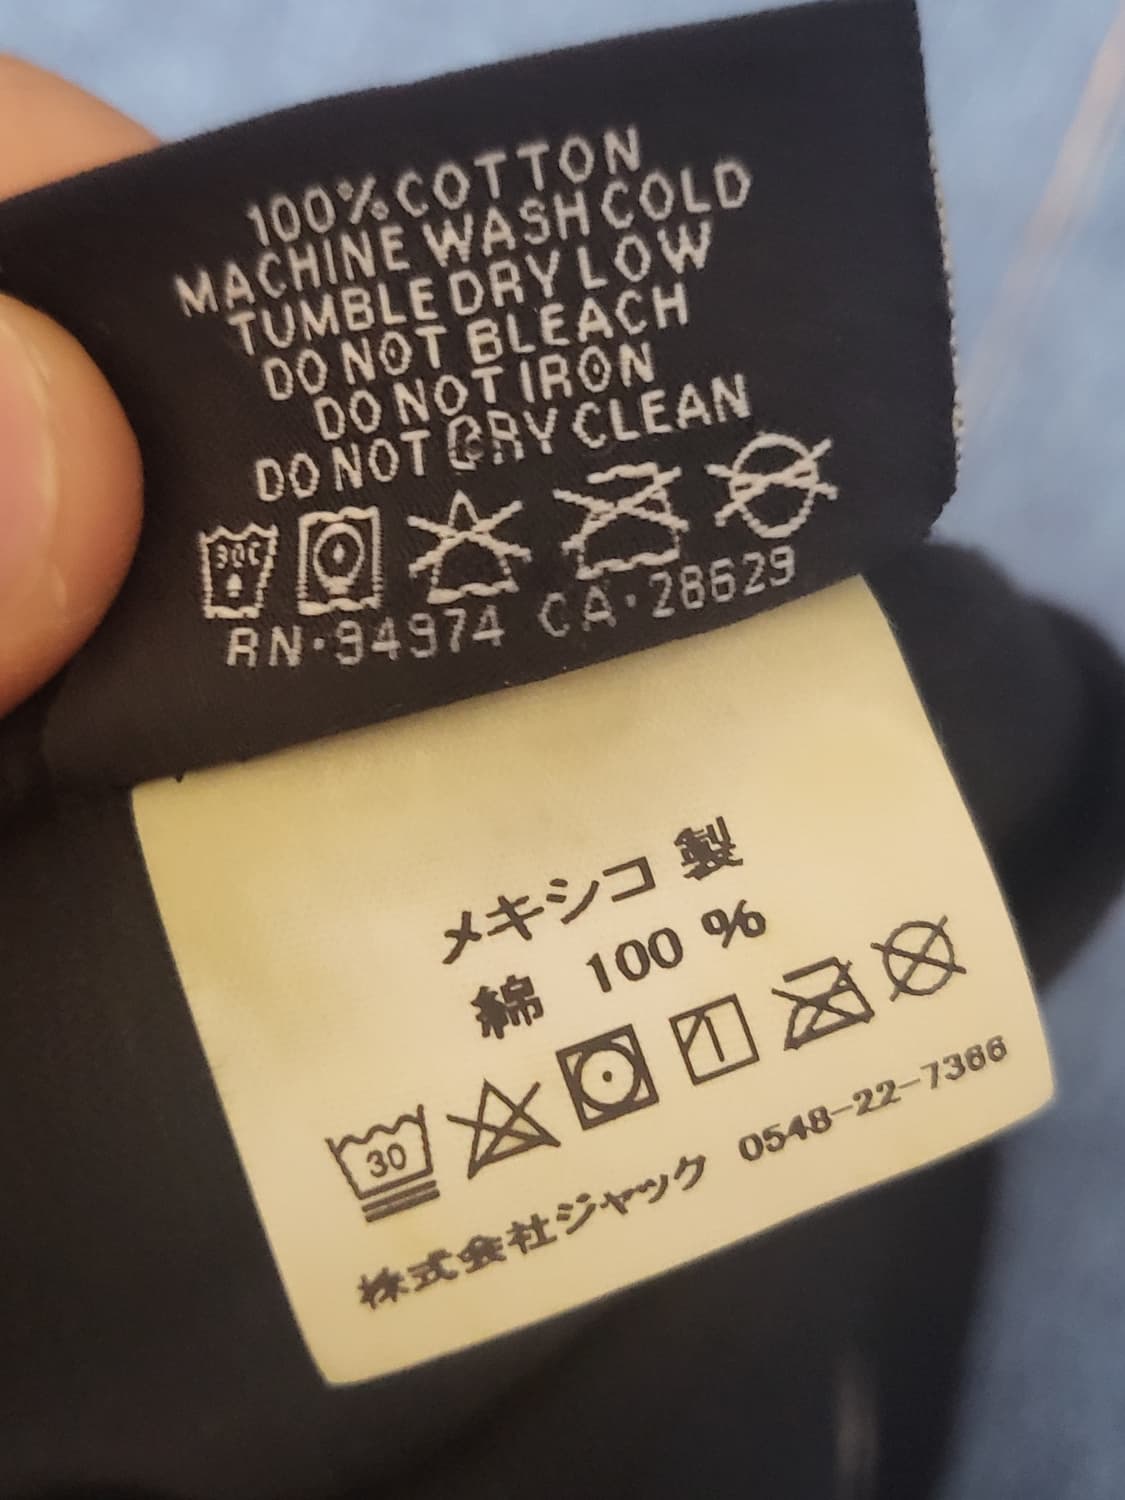 100% COTTON
MACHINE WASH COLD
TUMBLE DRY LOW
DO NOT BLEACH
DO NOT IRON
DO NOT DRY CLEAN
30C
RN·94974 CA·28629
メキシコ 製
綿 100 %
30
株式会社ジャック 0548-22-7366